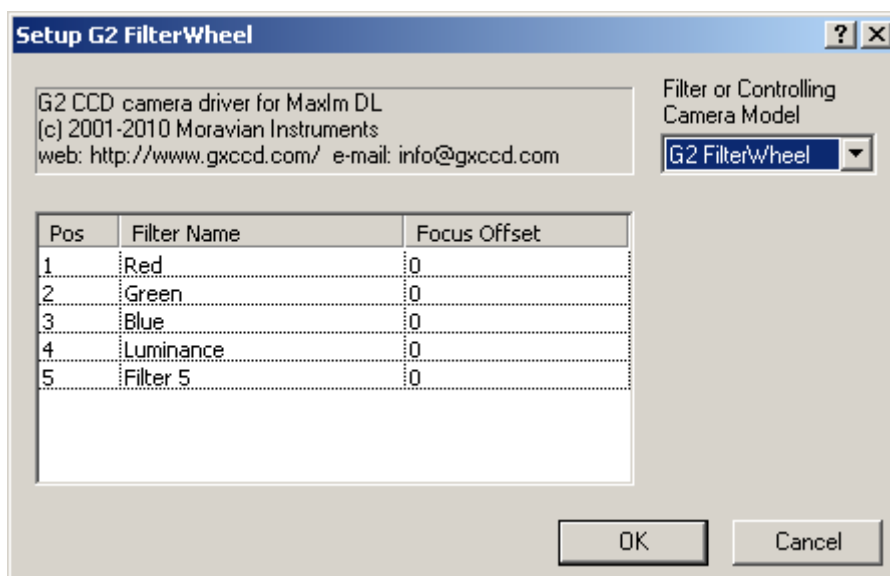 Setup G2 FilterWheel
G2 CCD camera driver for MaxIm DL
(c) 2001-2010 Moravian Instruments
web: http://www.gxccd.com/ e-mail: info@gxccd.com
Filter or Controlling
Camera Model
G2 FilterWheel
Pos Filter Name Focus Offset
1 Red 0
2 Green 0
3 Blue 0
4 Luminance 0
5 Filter 5 0
OK Cancel